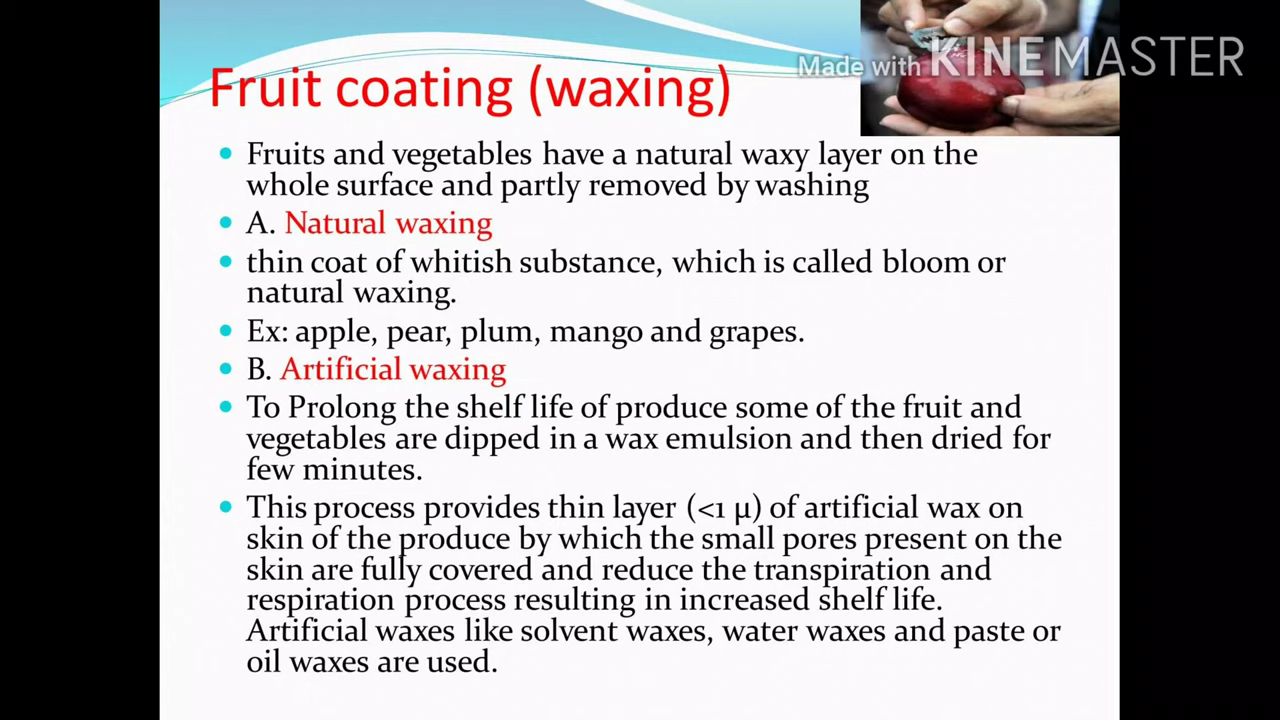 Made with KINEMASTER
Fruit coating (waxing)
• Fruits and vegetables have a natural waxy layer on the
whole surface and partly removed by washing
• A. Natural waxing
• thin coat of whitish substance, which is called bloom or
natural waxing.
• Ex: apple, pear, plum, mango and grapes.
• B. Artificial waxing
• To Prolong the shelf life of produce some of the fruit and
vegetables are dipped in a wax emulsion and then dried for
few minutes.
• This process provides thin layer (<1 μ) of artificial wax on
skin of the produce by which the small pores present on the
skin are fully covered and reduce the transpiration and
respiration process resulting in increased shelf life.
Artificial waxes like solvent waxes, water waxes and paste or
oil waxes are used.